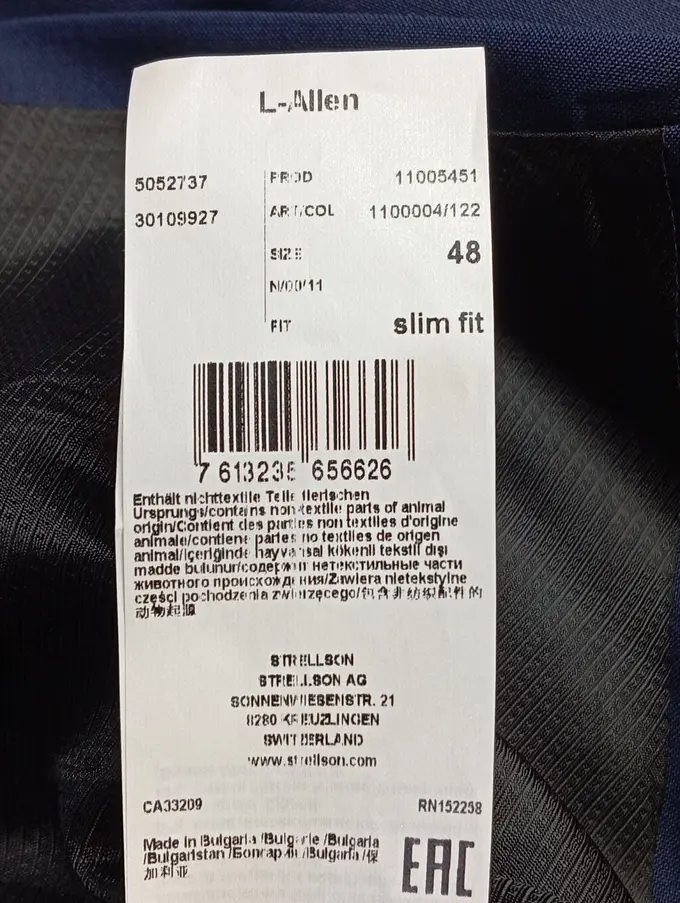 L-Allen
5052737 PROD 11005451
30109927 ART/COL 1100004/122
SIZE 48
N/00/11
FIT slim fit
7 613235 656626
Enthält nichttextile Teile tierischen
Ursprungs/contains non-textile parts of animal
origin/Contient des parties non textiles d'origine
animale/contiene partes no textiles de origen
animal/içeriğinde hayvansal kökenli tekstil dışı
madde bulunur/содержит нетекстильные части
животного происхождения/Zawiera nietekstylne
części pochodzenia zwierzęcego/包含非纺织配件的
动物起源
STRELLSON
STRELLSON AG
SONNENWIESENSTR. 21
8280 KREUZLINGEN
SWITZERLAND
www.strellson.com
CA33209 RN152258
Made in Bulgaria /Bulgarie /Bulgaria
/Bulgaristan /Болгария /Bulgaria /保
加利亚
EAC